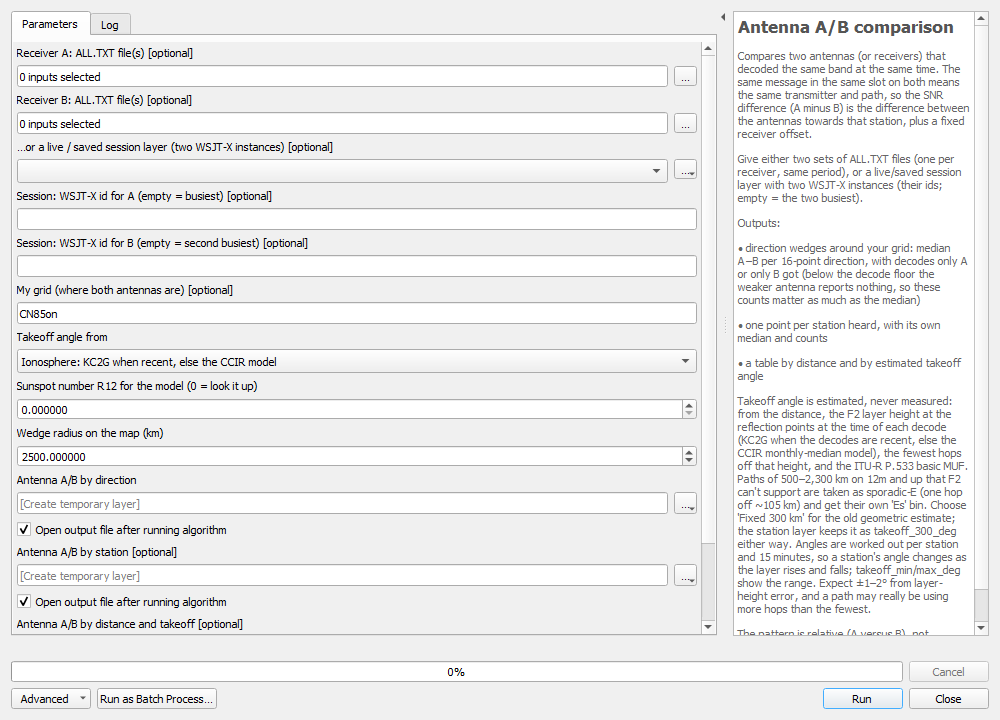 Parameters
Log
Receiver A: ALL.TXT file(s) [optional]
0 inputs selected
...
Receiver B: ALL.TXT file(s) [optional]
0 inputs selected
...
...or a live / saved session layer (two WSJT-X instances) [optional]
...
Session: WSJT-X id for A (empty = busiest) [optional]
Session: WSJT-X id for B (empty = second busiest) [optional]
My grid (where both antennas are) [optional]
CN85on
Takeoff angle from
Ionosphere: KC2G when recent, else the CCIR model
Sunspot number R12 for the model (0 = look it up)
0.000000
Wedge radius on the map (km)
2500.000000
Antenna A/B by direction
[Create temporary layer]
...
Open output file after running algorithm
Antenna A/B by station [optional]
[Create temporary layer]
...
Open output file after running algorithm
Antenna A/B by distance and takeoff [optional]
Antenna A/B comparison
Compares two antennas (or receivers) that
decoded the same band at the same time. The
same message in the same slot on both means
the same transmitter and path, so the SNR
difference (A minus B) is the difference between
the antennas towards that station, plus a fixed
receiver offset.
Give either two sets of ALL.TXT files (one per
receiver, same period), or a live/saved session
layer with two WSJT-X instances (their ids;
empty = the two busiest).
Outputs:
• direction wedges around your grid: median
A−B per 16-point direction, with decodes only A
or only B got (below the decode floor the
weaker antenna reports nothing, so these
counts matter as much as the median)
• one point per station heard, with its own
median and counts
• a table by distance and by estimated takeoff
angle
Takeoff angle is estimated, never measured:
from the distance, the F2 layer height at the
reflection points at the time of each decode
(KC2G when the decodes are recent, else the
CCIR monthly-median model), the fewest hops
off that height, and the ITU-R P.533 basic MUF.
Paths of 500–2,300 km on 12m and up that F2
can't support are taken as sporadic-E (one hop
off ~105 km) and get their own 'Es' bin. Choose
'Fixed 300 km' for the old geometric estimate;
the station layer keeps it as takeoff_300_deg
either way. Angles are worked out per station
and 15 minutes, so a station's angle changes as
the layer rises and falls; takeoff_min/max_deg
show the range. Expect ±1–2° from layer-
height error, and a path may really be using
more hops than the fewest.
The pattern is relative (A versus B), not
0%
Cancel
Advanced
Run as Batch Process...
Run
Close